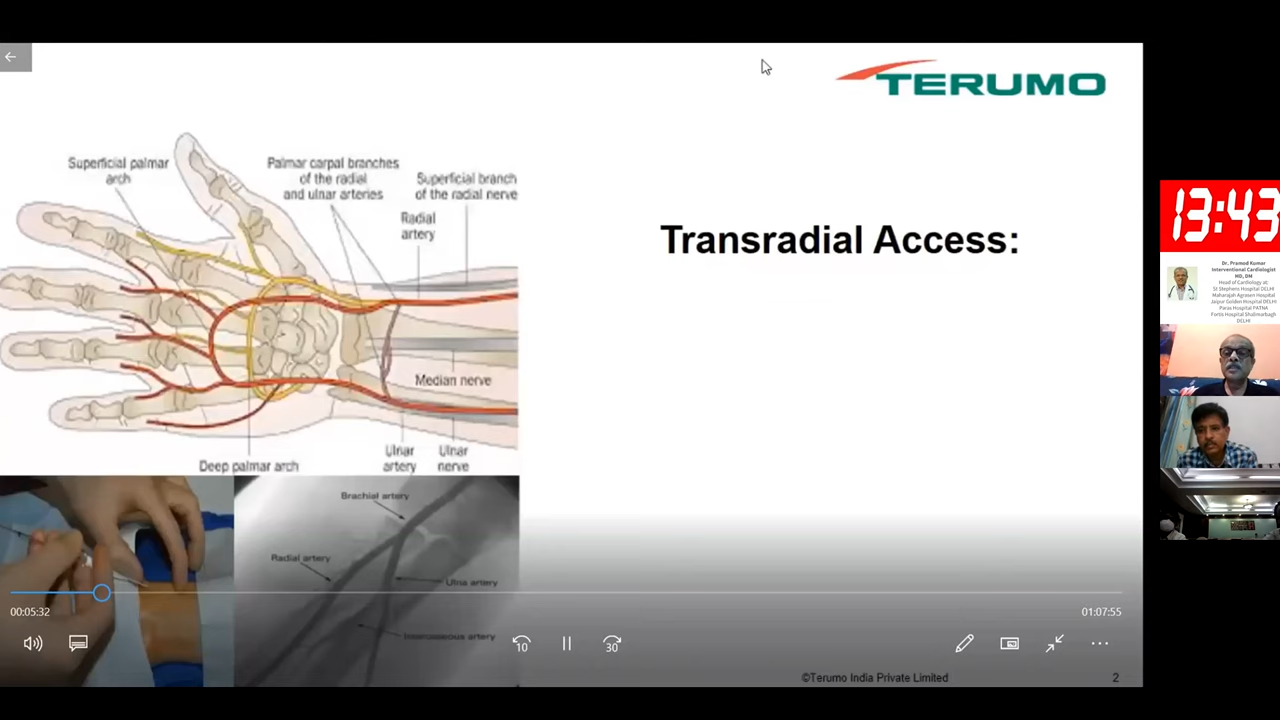 TERUMO
Superficial palmar
arch
Palmar carpal branches
of the radial
and ulnar arteries
Superficial branch
of the radial nerve
Radial
artery
Transradial Access:
Median nerve
Ulnar
artery
Ulnar
nerve
Deep palmar arch
Brachial artery
Radial artery
Ulna artery
Interosseous artery
00:05:32
01:07:55
10
30
©Terumo India Private Limited
2
13:43
Dr. Pramod Kumar
Interventional Cardiologist
MD, DM
Head of Cardiology at:
St Stephens Hospital DELHI
Maharajah Agrasen Hospital
Jaipur Golden Hospital DELHI
Paras Hospital PATNA
Fortis Hospital Shalimarbagh
DELHI